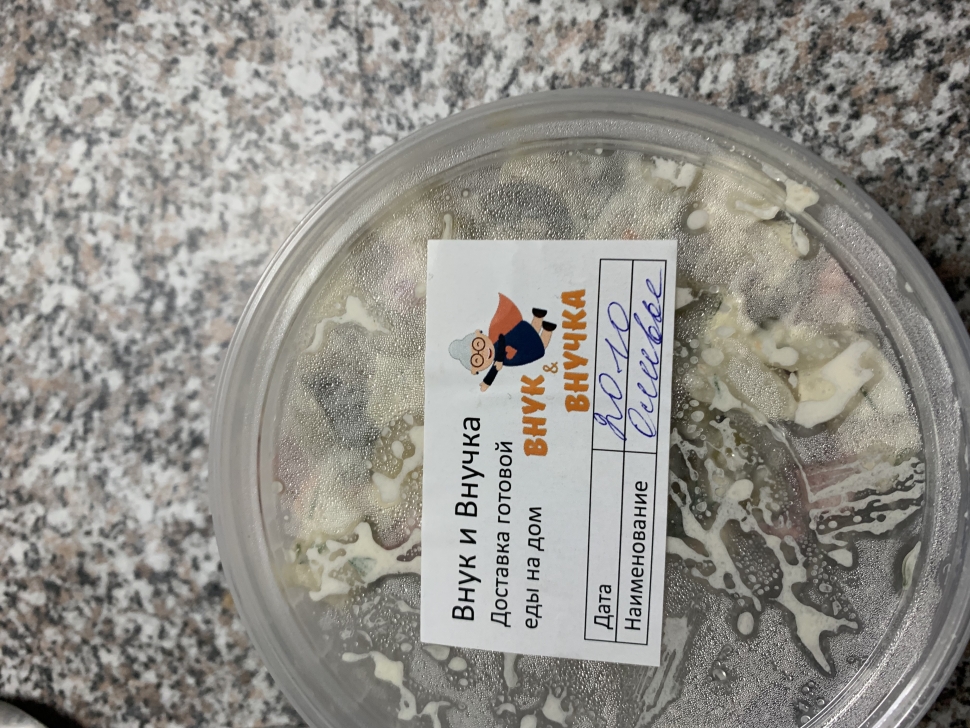 Внук и Внучка
Доставка готовой
еды на дом
ВНУК
&
ВНУЧКА
Дата 20.10
Наименование Оливье